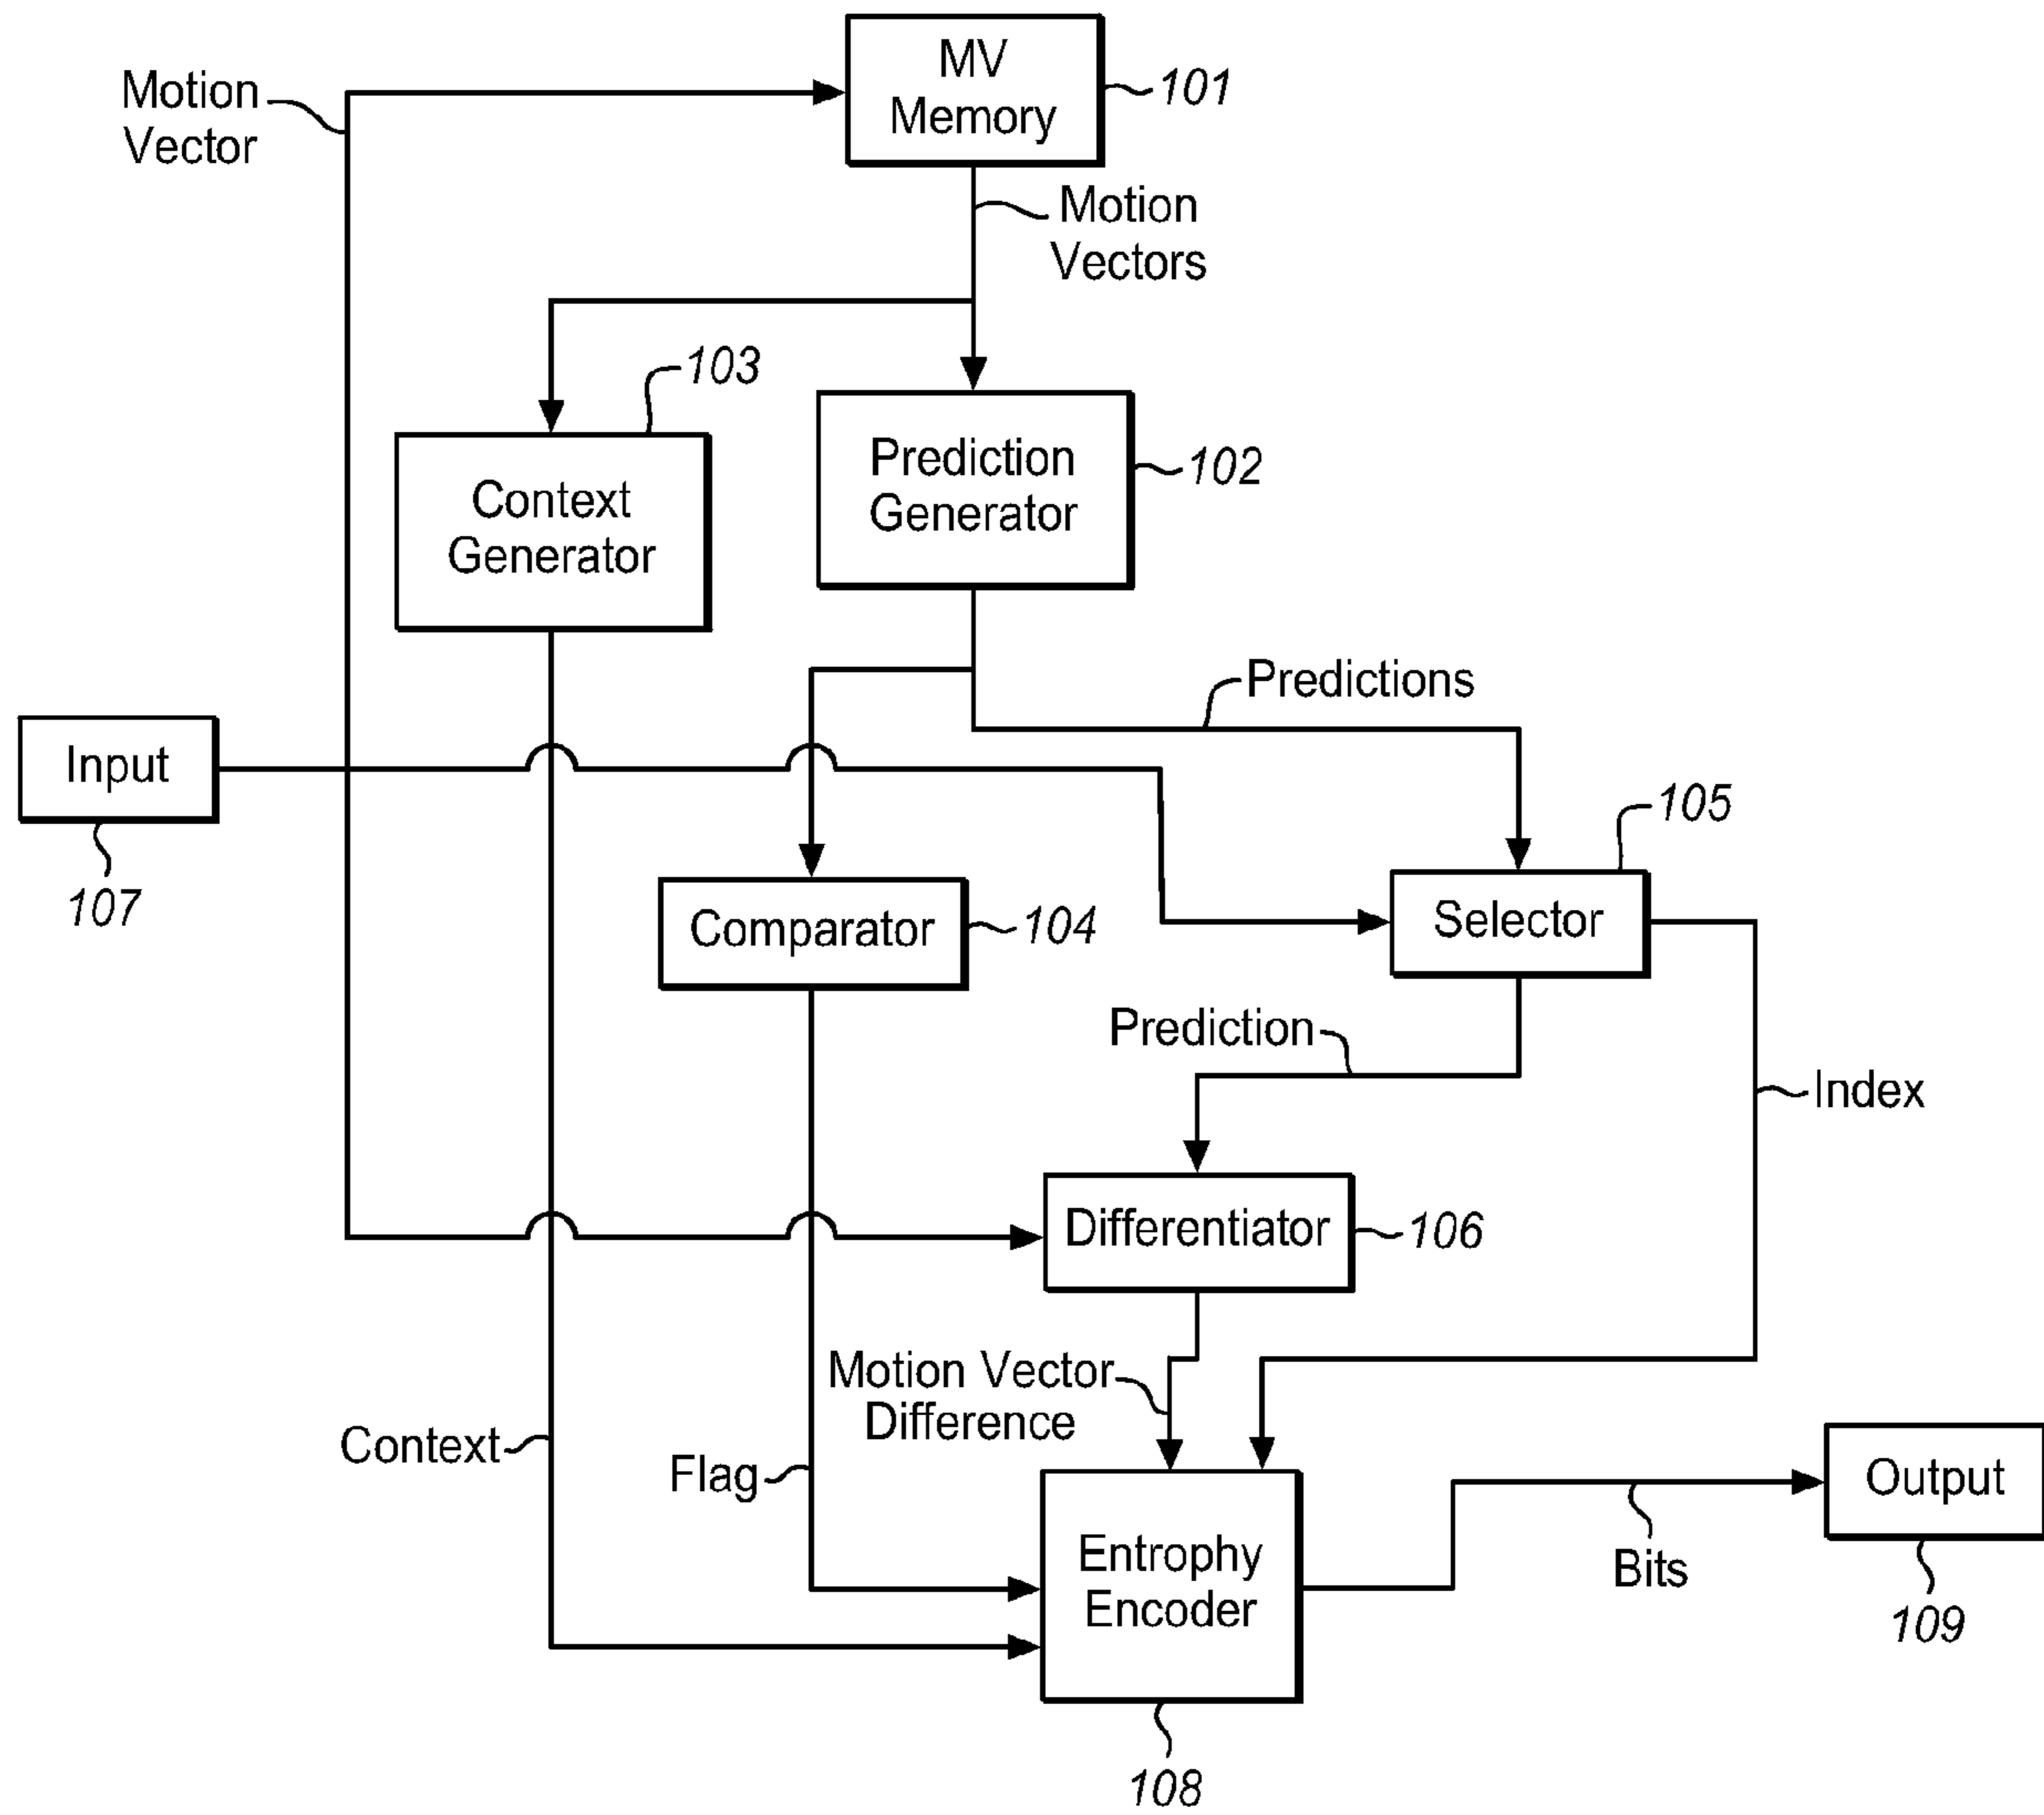 MV
Memory
101
Motion
Vector
Motion
Vectors
103
Context
Generator
Prediction
Generator
102
Predictions
Input
107
105
Selector
Comparator
104
Prediction
Index
Differentiator
106
Motion Vector
Difference
Context
Flag
Entrophy
Encoder
108
Bits
Output
109